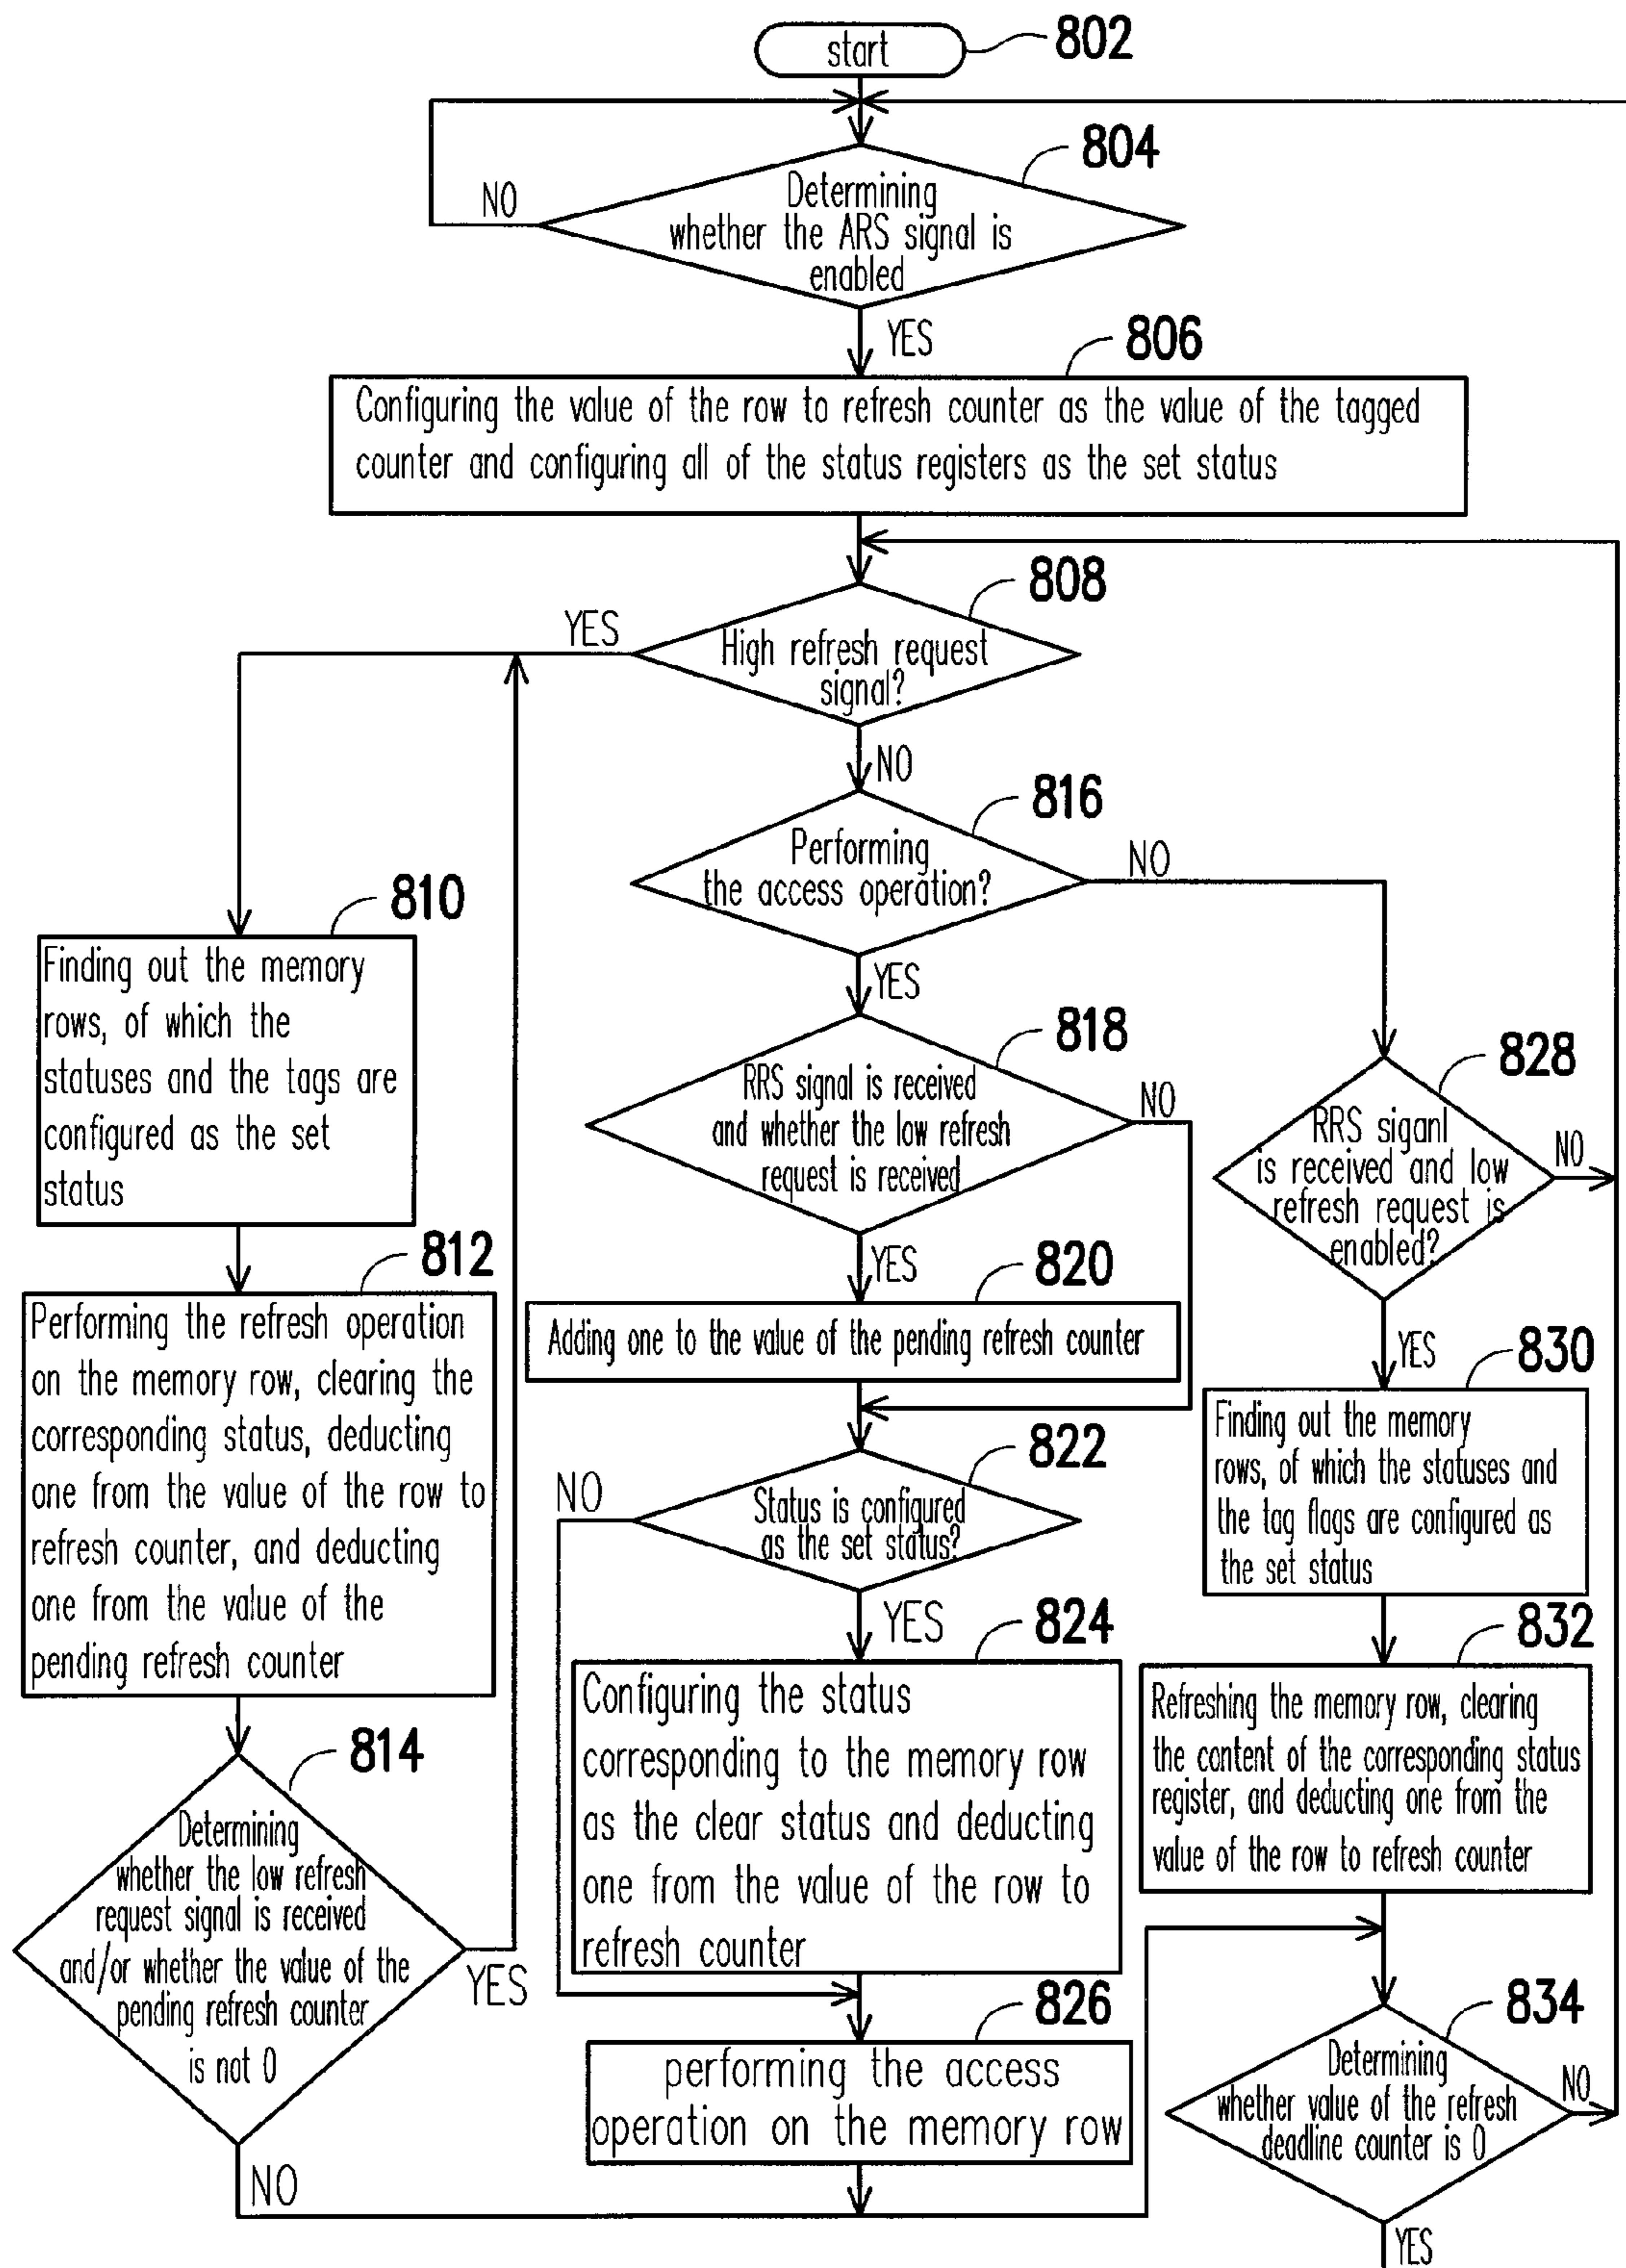 start
802
804
Determining
whether the ARS signal is
enabled
NO
YES
806
Configuring the value of the row to refresh counter as the value of the tagged
counter and configuring all of the status registers as the set status
808
High refresh request
signal?
YES
NO
816
Performing
the access operation?
NO
YES
810
Finding out the memory
rows, of which the
statuses and the tags are
configured as the set
status
812
Performing the refresh operation
on the memory row, clearing the
corresponding status, deducting
one from the value of the row to
refresh counter, and deducting
one from the value of the
pending refresh counter
814
Determining
whether the low refresh
request signal is received
and/or whether the value of the
pending refresh counter
is not 0
YES
NO
818
RRS signal is received
and whether the low refresh
request is received
NO
YES
820
Adding one to the value of the pending refresh counter
822
Status is configured
as the set status?
NO
YES
824
Configuring the status
corresponding to the memory row
as the clear status and deducting
one from the value of the row to
refresh counter
826
performing the access
operation on the memory row
828
RRS siganl
is received and low
refresh request is
enabled?
NO
YES
830
Finding out the memory
rows, of which the statuses and
the tag flags are configured as
the set status
832
Refreshing the memory row, clearing
the content of the corresponding status
register, and deducting one from the
value of the row to refresh counter
834
Determining
whether value of the refresh
deadline counter is 0
NO
YES